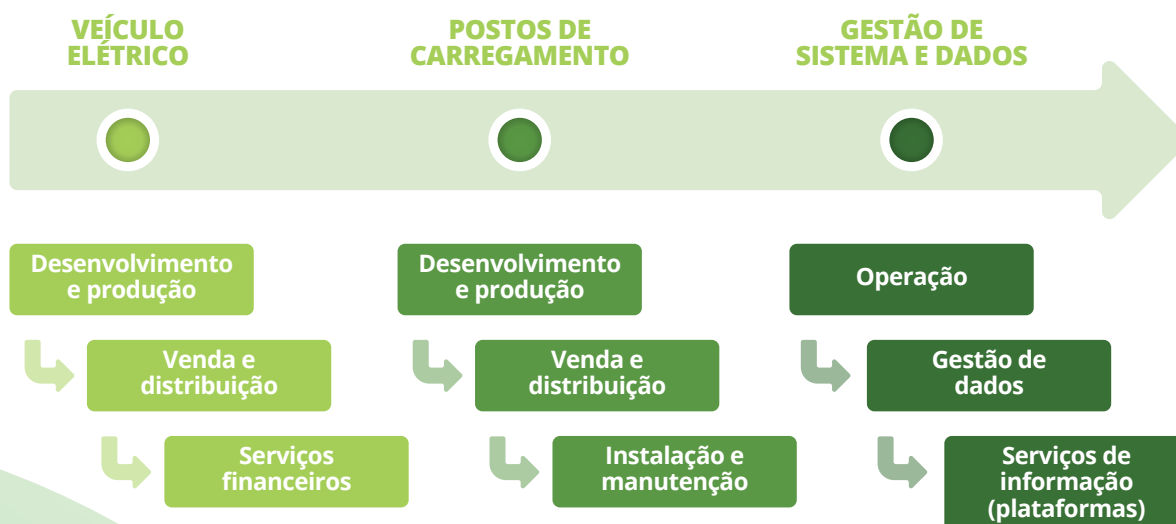 VEÍCULO
ELÉTRICO
POSTOS DE
CARREGAMENTO
GESTÃO DE
SISTEMA E DADOS
Desenvolvimento
e produção
Venda e
distribuição
Serviços
financeiros
Desenvolvimento
e produção
Venda e
distribuição
Instalação e
manutenção
Operação
Gestão de
dados
Serviços de
informação
(plataformas)